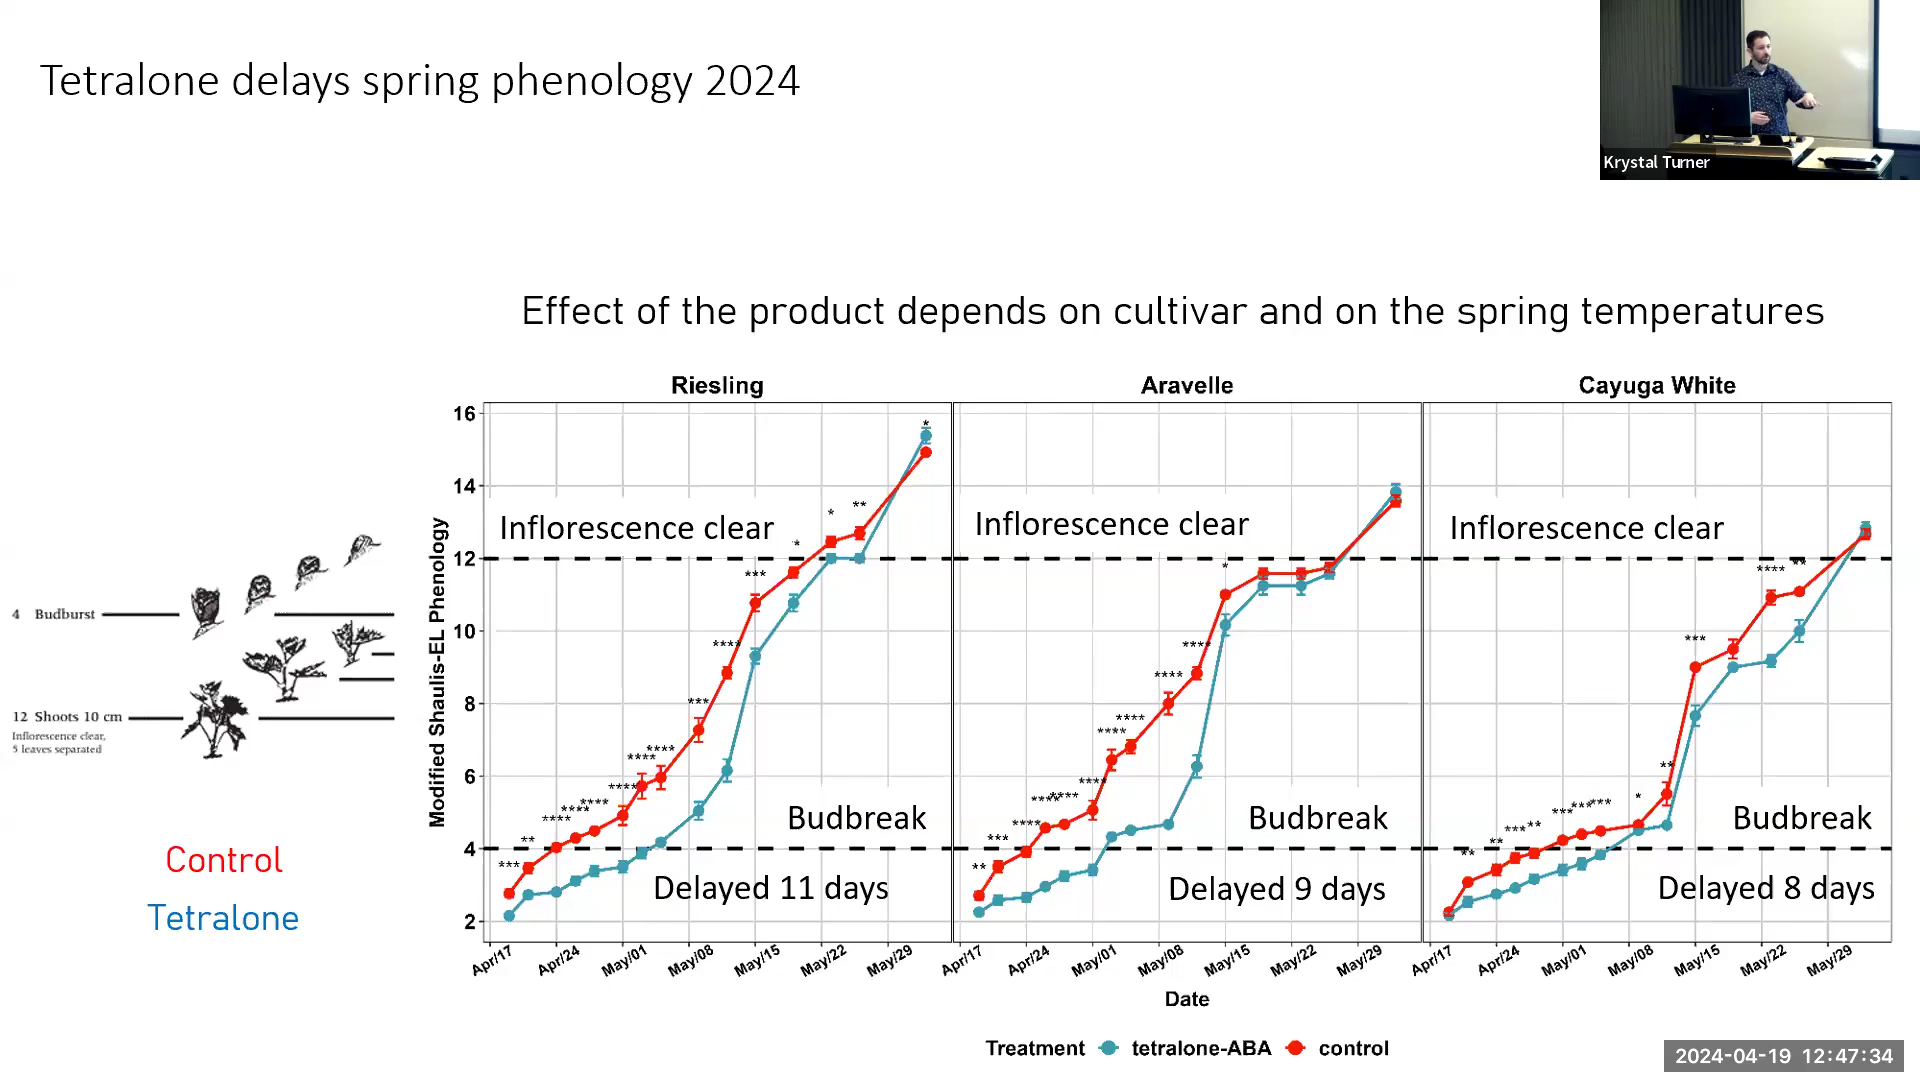 Tetralone delays spring phenology 2024
Krystal Turner
Effect of the product depends on cultivar and on the spring temperatures
Riesling
Aravelle
Cayuga White
Modified Shaulis-EL Phenology
16
14
12
10
8
6
4
2
Inflorescence clear
Inflorescence clear
Inflorescence clear
Budbreak
Budbreak
Budbreak
Delayed 11 days
Delayed 9 days
Delayed 8 days
4 Budburst
12 Shoots 10 cm
Inflorescence clear,
5 leaves separated
Control
Tetralone
Apr/17 Apr/24 May/01 May/08 May/15 May/22 May/29
Apr/17 Apr/24 May/01 May/08 May/15 May/22 May/29
Apr/17 Apr/24 May/01 May/08 May/15 May/22 May/29
Date
Treatment tetralone-ABA control
2024-04-19 12:47:34